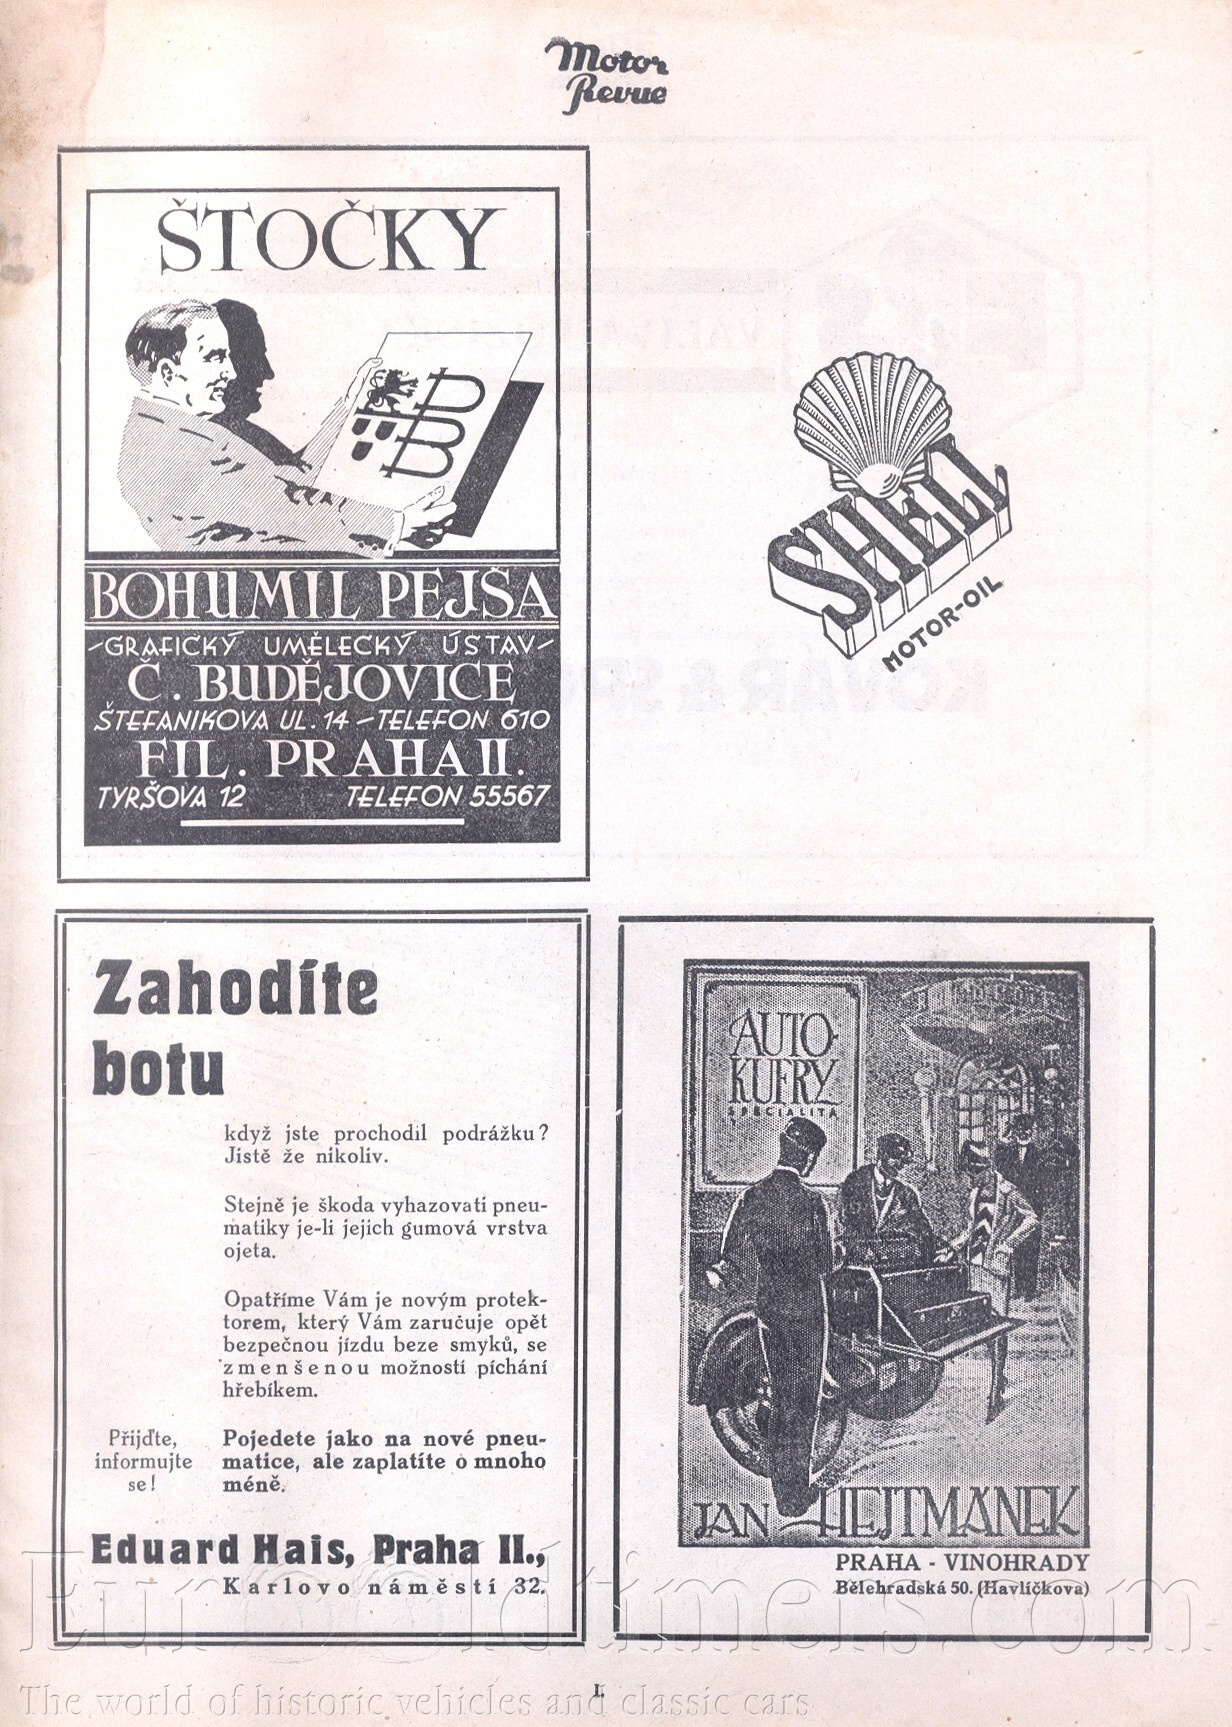 Motor
Revue
ŠTOČKY
BOHUMIL PEJŠA
-GRAFICKÝ UMĚLECKÝ ÚSTAV-
Č. BUDĚJOVICE
ŠTEFANIKOVA UL. 14 - TELEFON 610
FIL. PRAHA II.
TYRŠOVA 12 TELEFON 55567
SHELL
MOTOR-OIL
Zahodíte
botu
když jste prochodil podrážku?
Jistě že nikoliv.
Stejně je škoda vyhazovati pneu-
matiky je-li jejich gumová vrstva
ojeta.
Opatříme Vám je novým protek-
torem, který Vám zaručuje opět
bezpečnou jízdu beze smyků, se
zmenšenou možností píchání
hřebíkem.
Přijďte,
informujte
se!
Pojedete jako na nové pneu-
matice, ale zaplatíte o mnoho
méně.
Eduard Hais, Praha II.,
Karlovo náměstí 32.
AUTO-
KUFRY
SPECIALITA
JAN HEJTMÁNEK
PRAHA - VINOHRADY
Bělehradská 50. (Havlíčkova)
I.
Eurooldtimers.com
The world of historic vehicles and classic cars